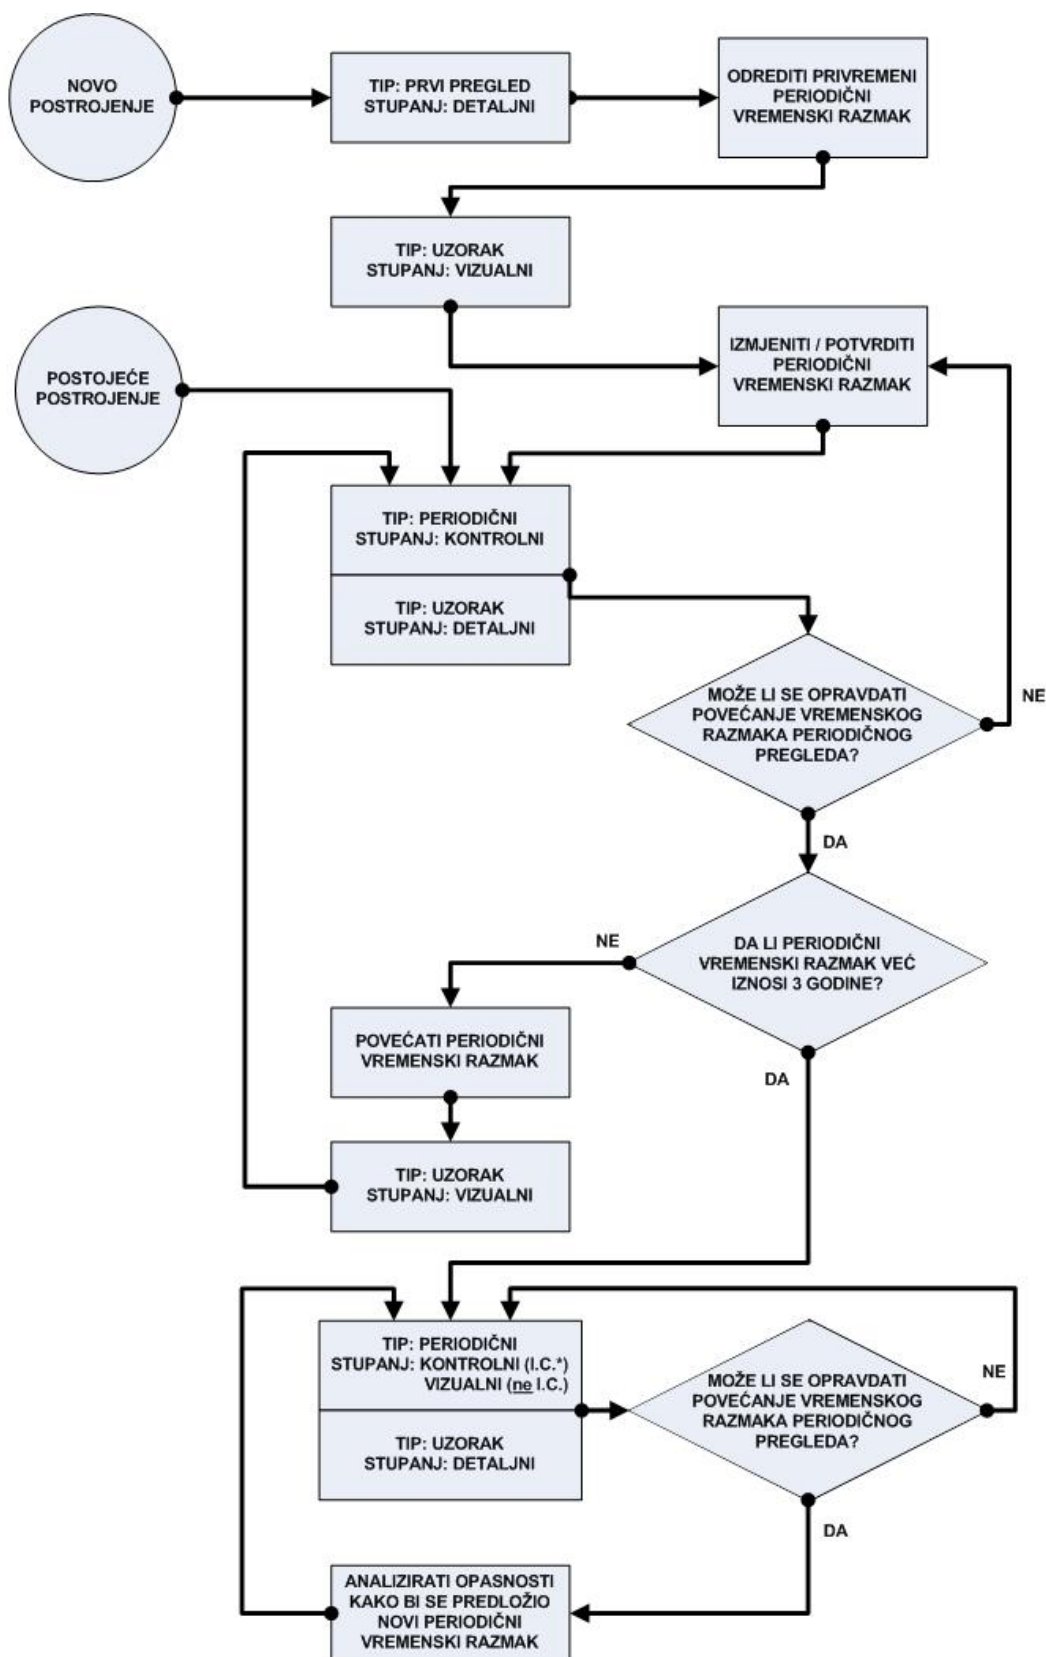 NOVO
POSTROJENJE
TIP: PRVI PREGLED
STUPANJ: DETALJNI
ODREDITI PRIVREMENI
PERIODIČNI
VREMENSKI RAZMAK
TIP: UZORAK
STUPANJ: VIZUALNI
POSTOJEĆE
POSTROJENJE
IZMJENITI / POTVRDITI
PERIODIČNI
VREMENSKI RAZMAK
TIP: PERIODIČNI
STUPANJ: KONTROLNI
TIP: UZORAK
STUPANJ: DETALJNI
MOŽE LI SE OPRAVDATI
POVEĆANJE VREMENSKOG
RAZMAKA PERIODIČNOG
PREGLEDA?
NE
DA
DA LI PERIODIČNI
VREMENSKI RAZMAK VEĆ
IZNOSI 3 GODINE?
NE
DA
POVEĆATI PERIODIČNI
VREMENSKI RAZMAK
TIP: UZORAK
STUPANJ: VIZUALNI
TIP: PERIODIČNI
STUPANJ: KONTROLNI (I.C.*)
VIZUALNI (ne I.C.)
TIP: UZORAK
STUPANJ: DETALJNI
MOŽE LI SE OPRAVDATI
POVEĆANJE VREMENSKOG
RAZMAKA PERIODIČNOG
PREGLEDA?
NE
DA
ANALIZIRATI OPASNOSTI
KAKO BI SE PREDLOŽIO
NOVI PERIODIČNI
VREMENSKI RAZMAK